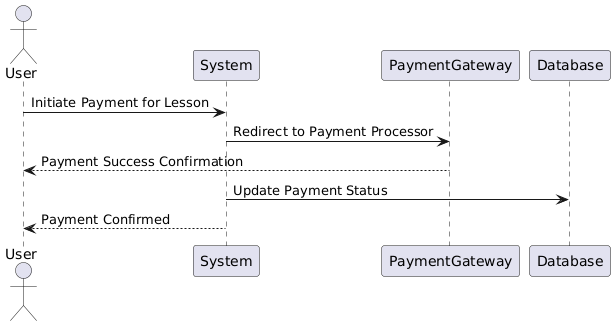 User
System
PaymentGateway
Database
Initiate Payment for Lesson
Redirect to Payment Processor
Payment Success Confirmation
Update Payment Status
Payment Confirmed
User
System
PaymentGateway
Database